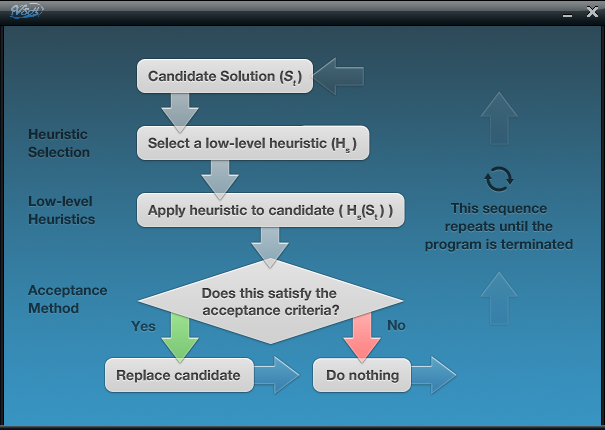 HySSt
Candidate Solution (St)
Heuristic
Selection
Select a low-level heuristic (Hs)
Low-level
Heuristics
Apply heuristic to candidate ( Hs(St) )
This sequence
repeats until the
program is terminated
Acceptance
Method
Does this satisfy the
acceptance criteria?
Yes
No
Replace candidate
Do nothing